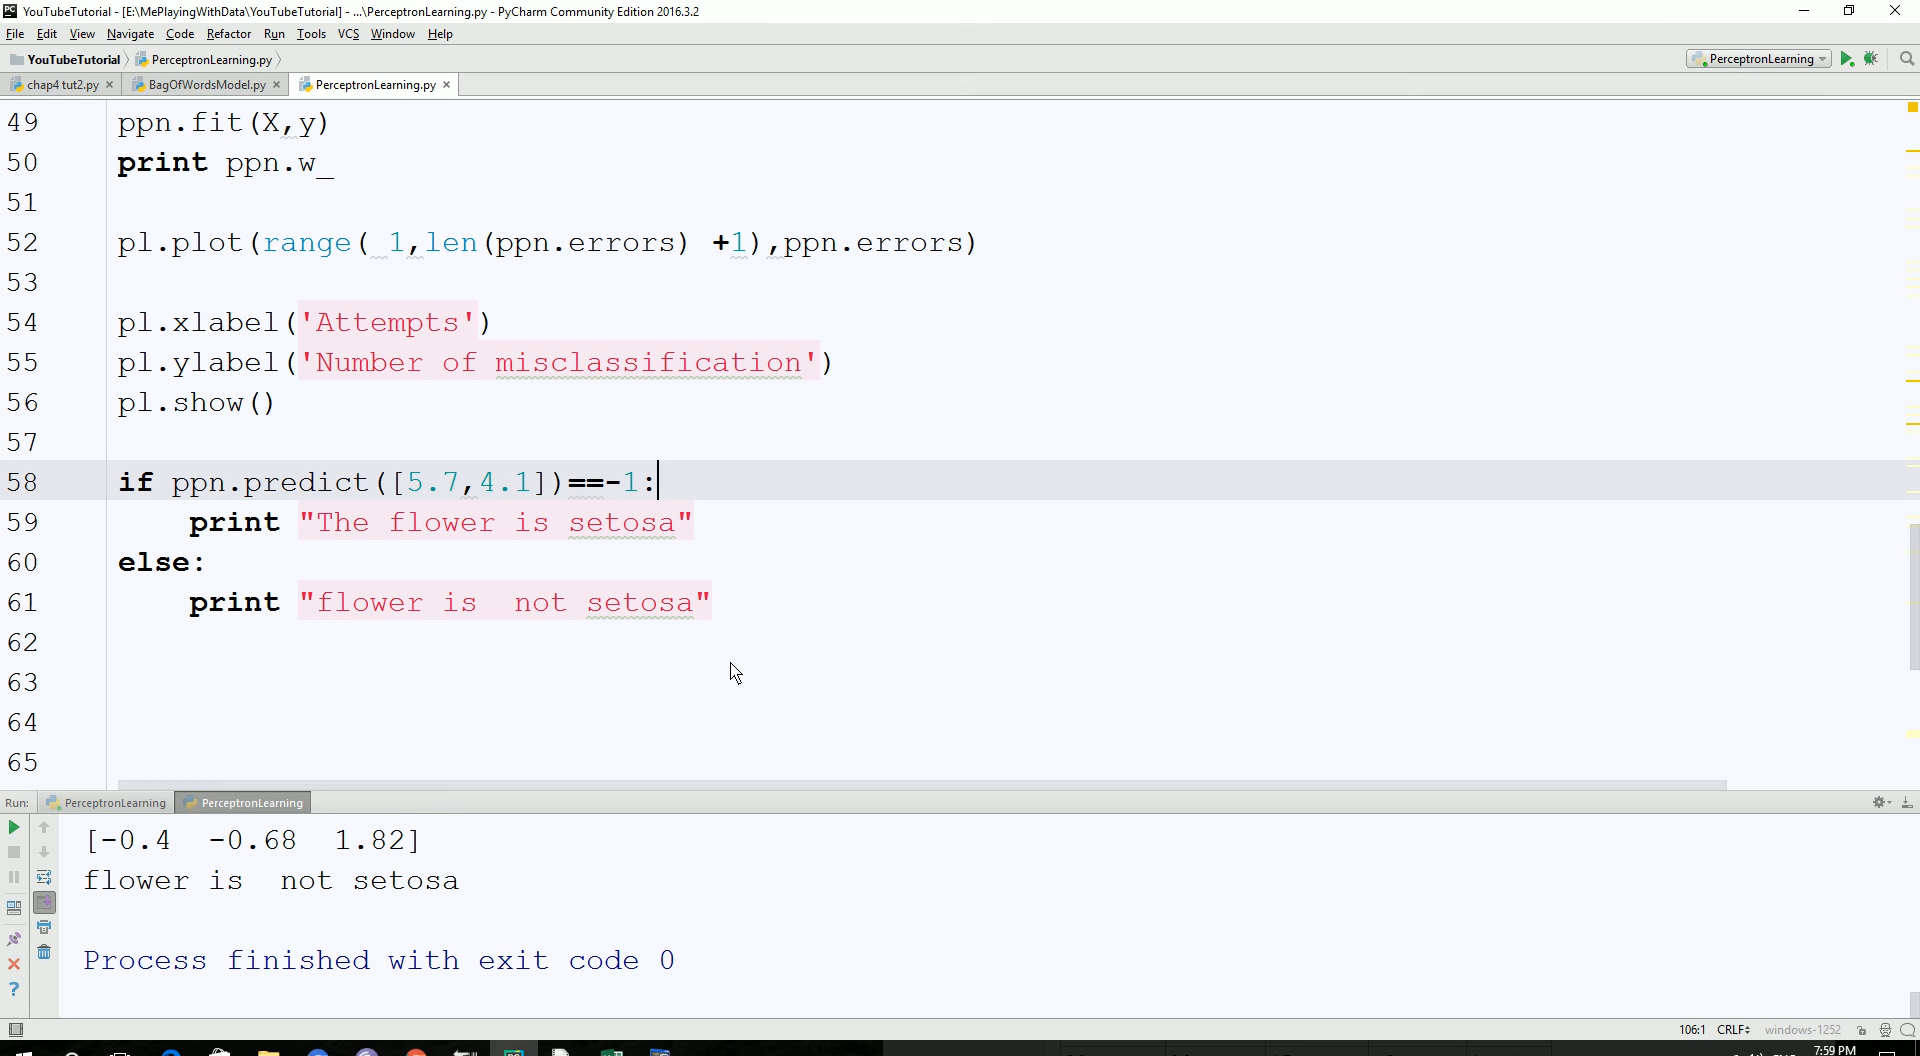 YouTubeTutorial - [E:\MePlayingWithData\YouTubeTutorial] - ...\PerceptronLearning.py - PyCharm Community Edition 2016.3.2
File Edit View Navigate Code Refactor Run Tools VCS Window Help
YouTubeTutorial PerceptronLearning.py PerceptronLearning
chap4 tut2.py BagOfWordsModel.py PerceptronLearning.py
49 ppn.fit(X,y)
50 print ppn.w_
51
52 pl.plot(range( 1,len(ppn.errors) +1),ppn.errors)
53
54 pl.xlabel('Attempts')
55 pl.ylabel('Number of misclassification')
56 pl.show()
57
58 if ppn.predict([5.7,4.1])==-1:
59 print "The flower is setosa"
60 else:
61 print "flower is  not setosa"
62
63
64
65
Run: PerceptronLearning PerceptronLearning
[-0.4  -0.68  1.82]
flower is  not setosa
Process finished with exit code 0
106:1 CRLF windows-1252
7:59 PM